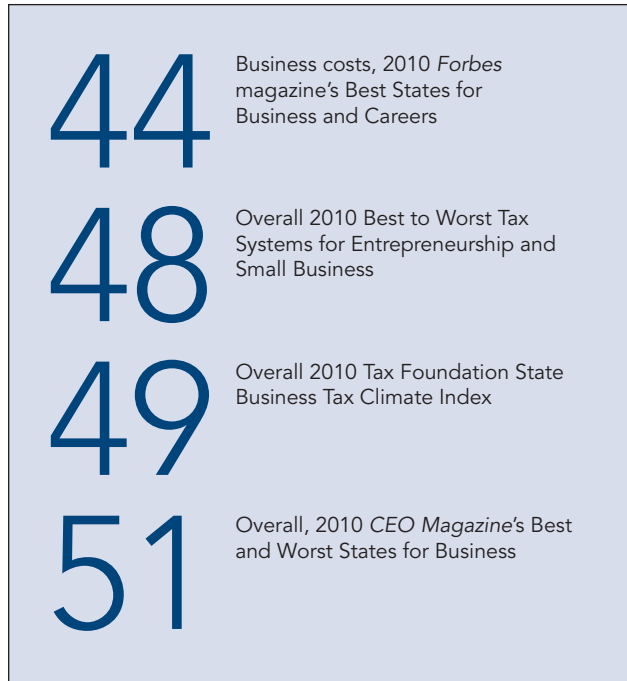 44
Business costs, 2010 Forbes
magazine’s Best States for
Business and Careers
48
Overall 2010 Best to Worst Tax
Systems for Entrepreneurship and
Small Business
49
Overall 2010 Tax Foundation State
Business Tax Climate Index
51
Overall, 2010 CEO Magazine’s Best
and Worst States for Business